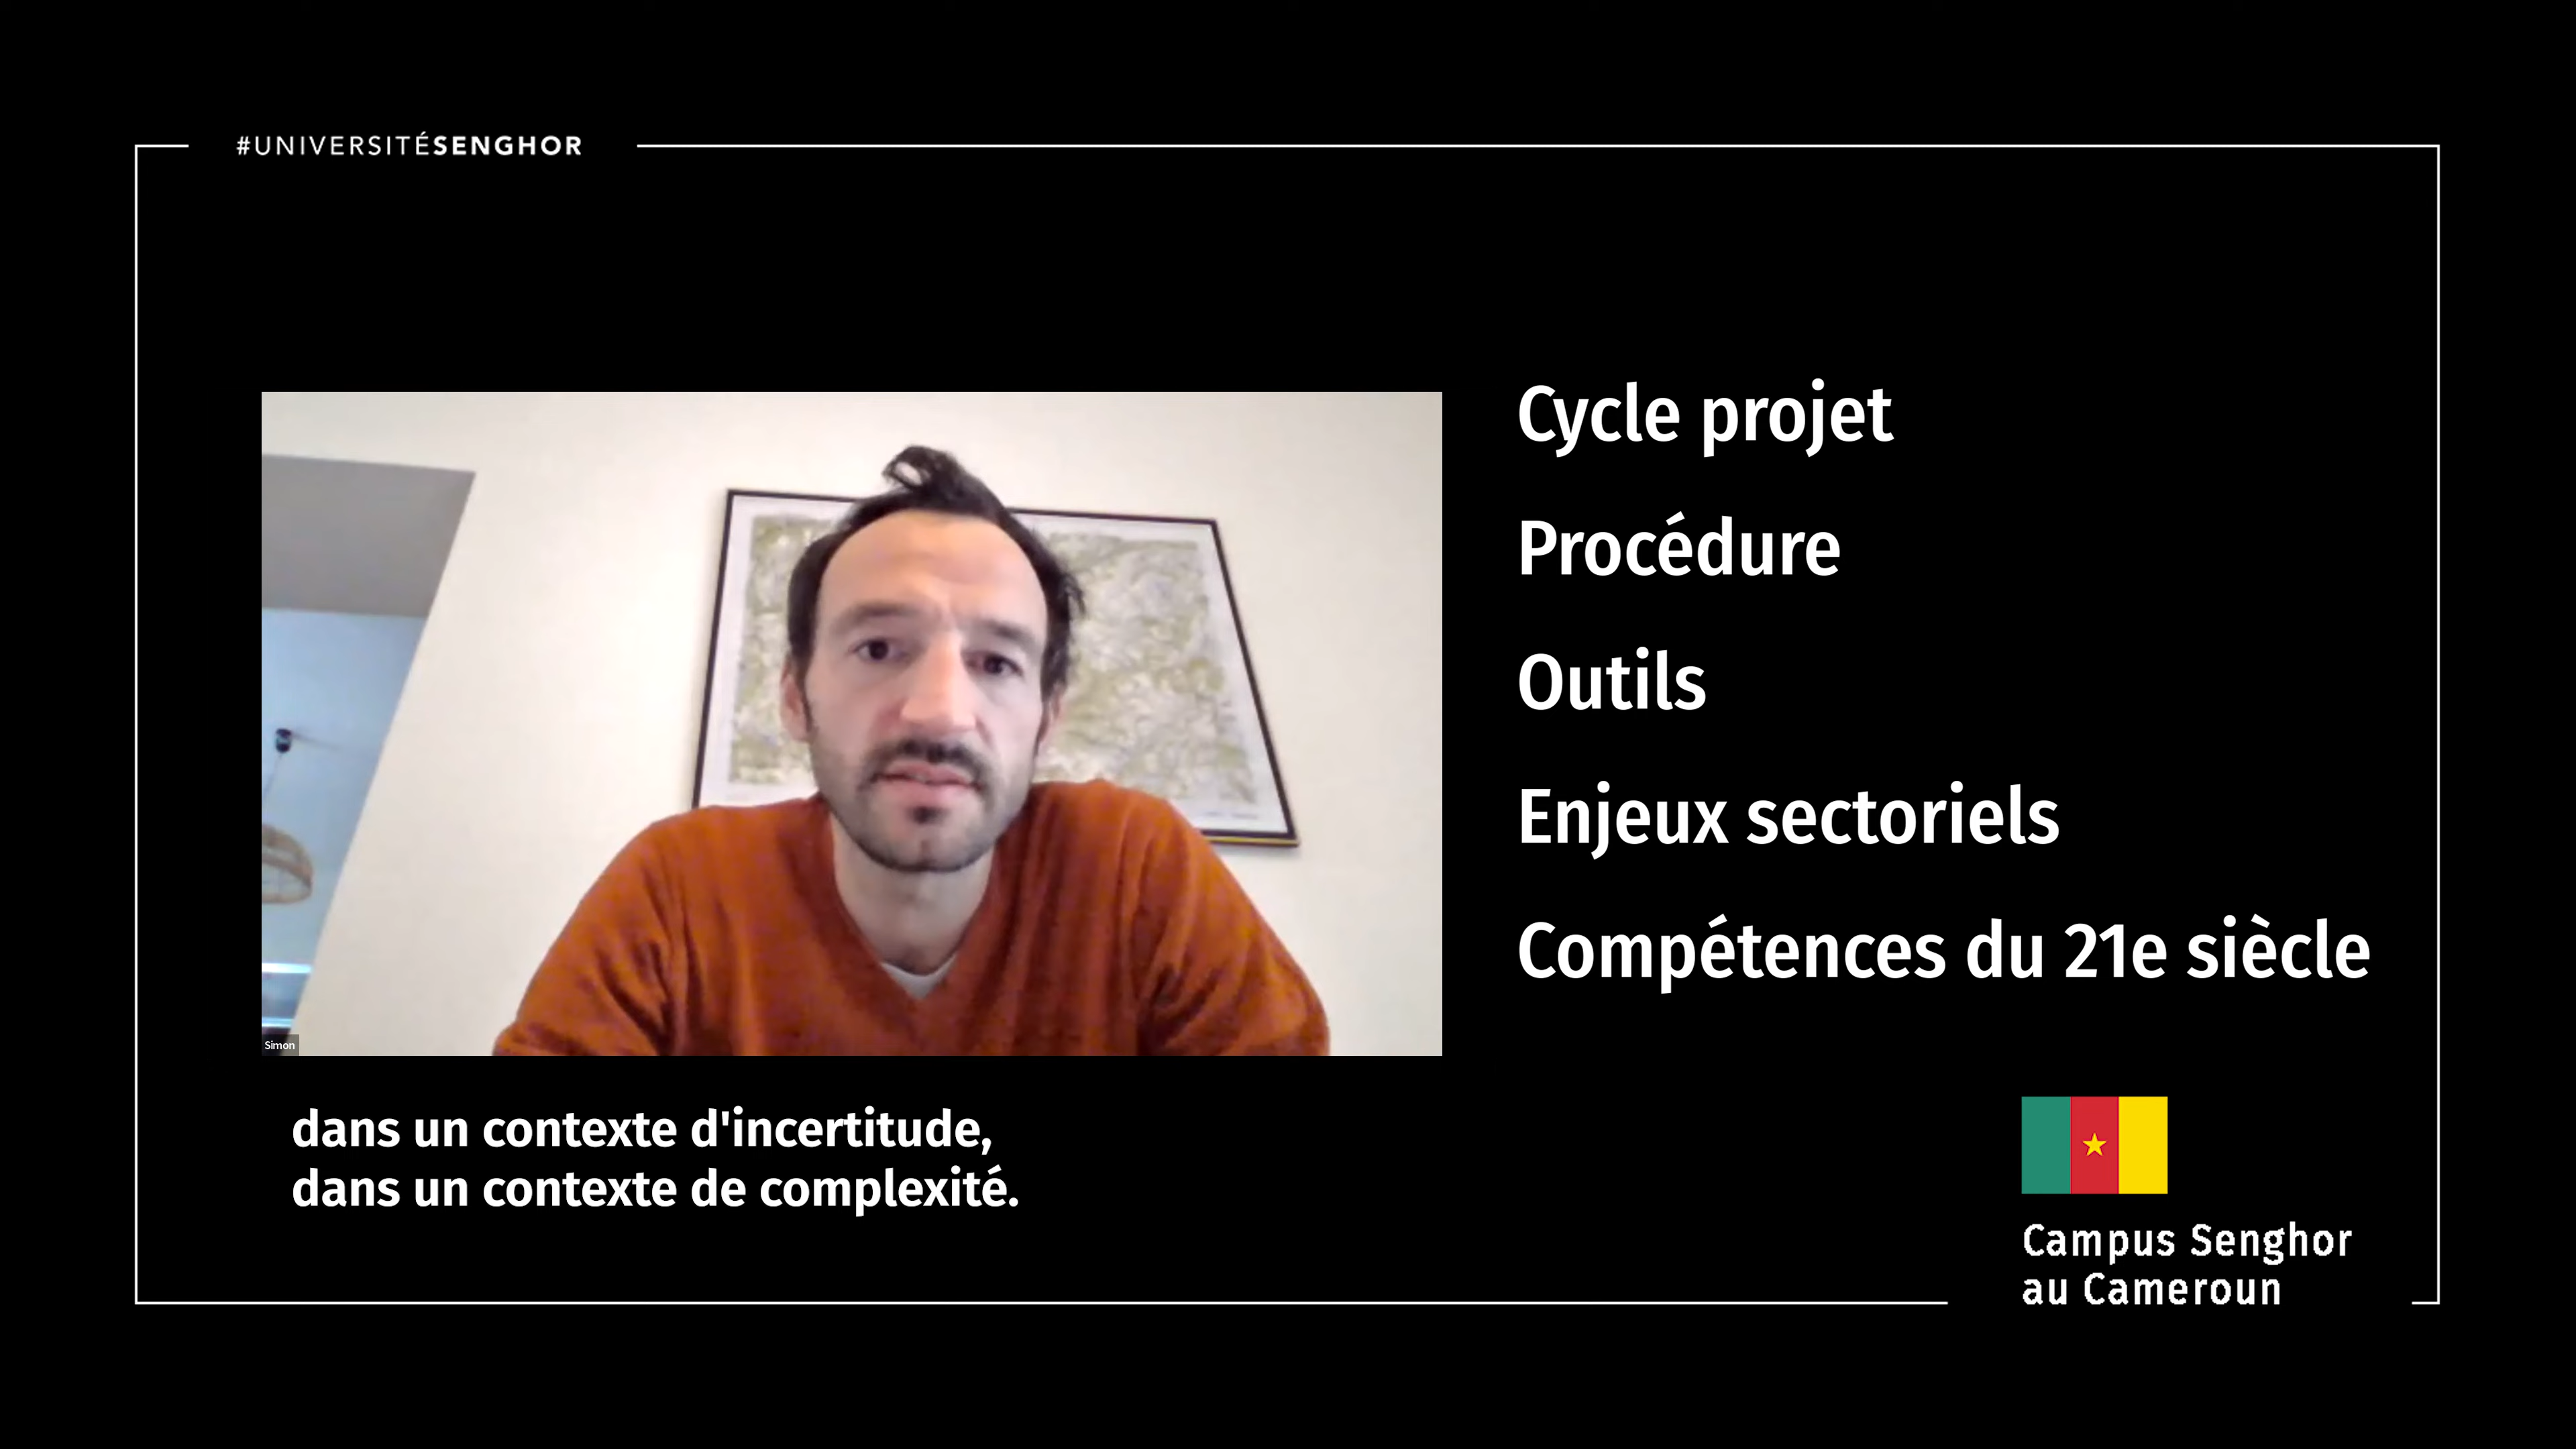 #UNIVERSITÉSENGHOR
Cycle projet
Procédure
Outils
Enjeux sectoriels
Compétences du 21e siècle
Simon
dans un contexte d'incertitude,
dans un contexte de complexité.
Campus Senghor
au Cameroun